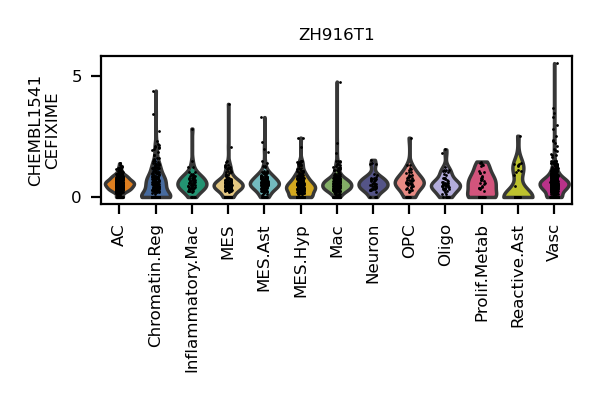 ZH916T1
CHEMBL1541
CEFIXIME
5
0
AC
Chromatin.Reg
Inflammatory.Mac
MES
MES.Ast
MES.Hyp
Mac
Neuron
OPC
Oligo
Prolif.Metab
Reactive.Ast
Vasc